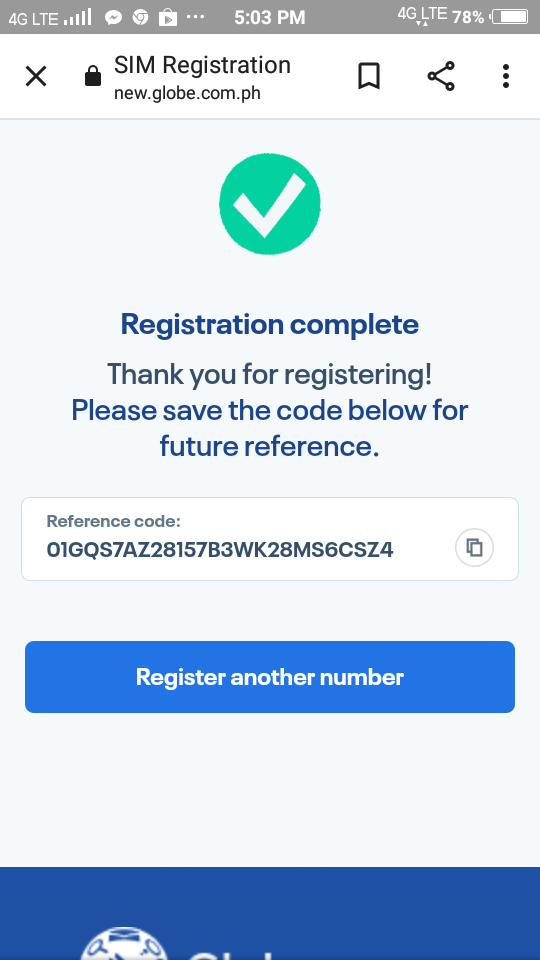 4G LTE 5:03 PM 4G LTE 78%
SIM Registration
new.globe.com.ph
Registration complete
Thank you for registering!
Please save the code below for
future reference.
Reference code:
01GQS7AZ28157B3WK28MS6CSZ4
Register another number